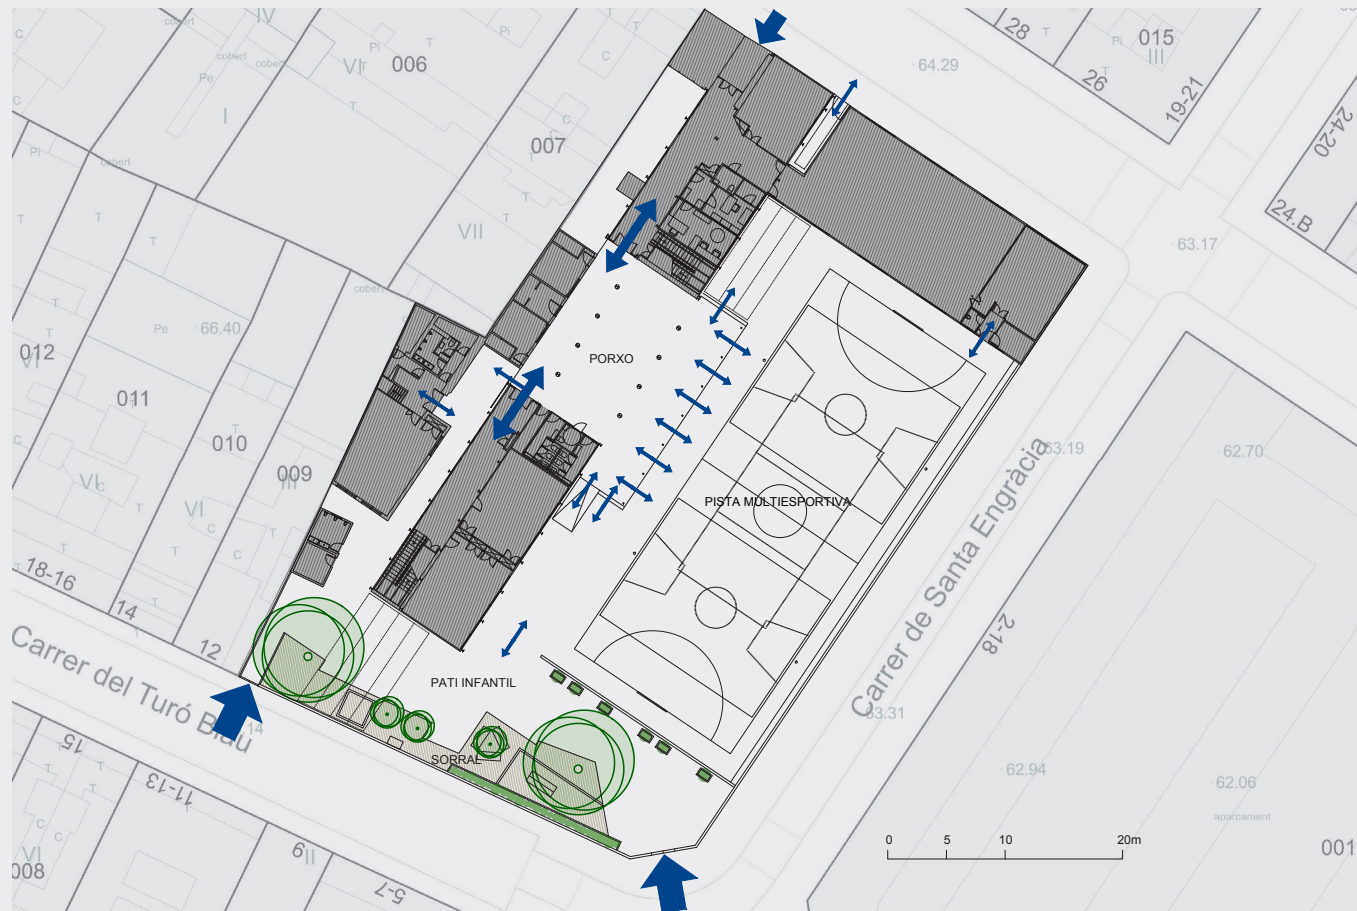 cobert
IV
28
T
015
Pi
III
C
Pi
T
Pi
cobert
cobert
VI
T
006
C
64.29
26
19-21
Pe
C
T
I
C
24-20
T
007
C
Pi
cobert
T
T
T
24.B
T
VII
T
63.17
cobert
Pe
66.40
T
T
012
VI
PORXO
011
T
010
C
009
III
63.19
62.70
VI
C
T
PISTA MULTIESPORTIVA
VI
C
T
C
T
T
18-16
14
12
Carrer de Santa Engràcia
2-18
Carrer del Turó Blau
PATI INFANTIL
63.31
14
15
SORRAL
T
T
11-13
62.94
62.06
aparcament
C
C
VI
008
9
II
5-7
0
5
10
20m
001